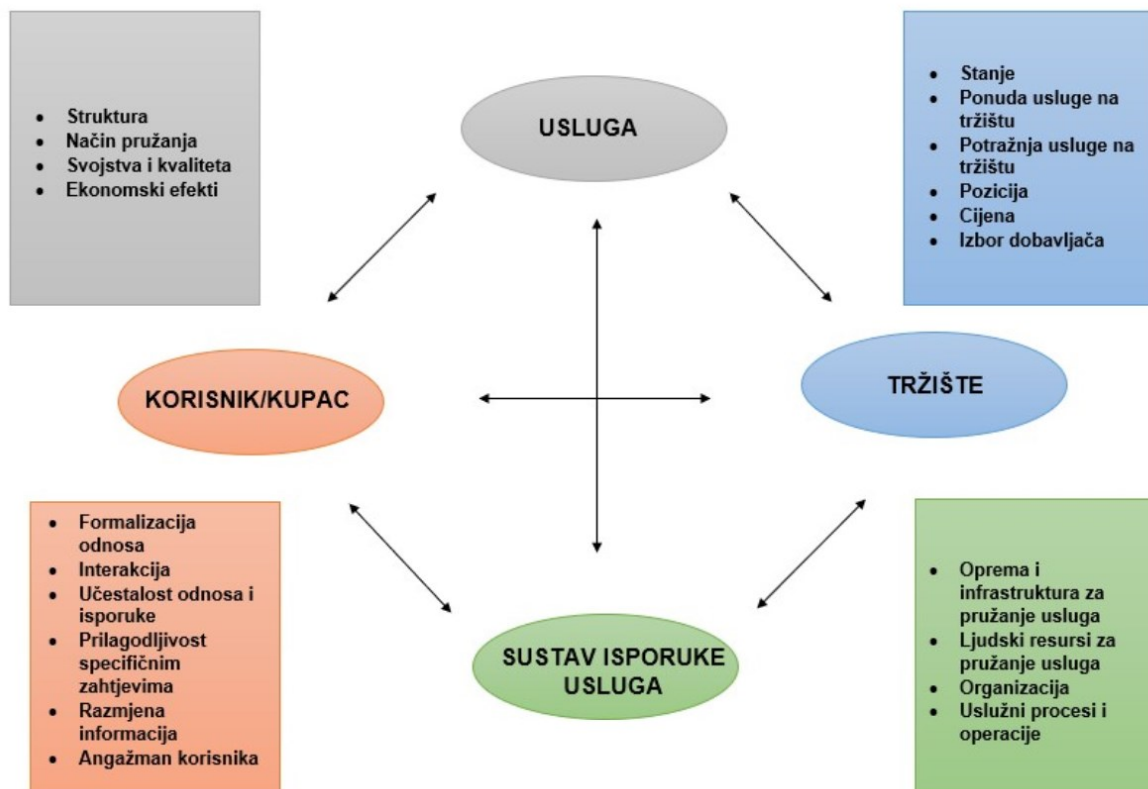 • Struktura
• Način pružanja
• Svojstva i kvaliteta
• Ekonomski efekti
USLUGA
• Stanje
• Ponuda usluge na
tržištu
• Potražnja usluge na
tržištu
• Pozicija
• Cijena
• Izbor dobavljača
KORISNIK/KUPAC
TRŽIŠTE
• Formalizacija
odnosa
• Interakcija
• Učestalost odnosa i
isporuke
• Prilagodljivost
specifičnim
zahtjevima
• Razmjena
informacija
• Angažman korisnika
SUSTAV ISPORUKE
USLUGA
• Oprema i
infrastruktura za
pružanje usluga
• Ljudski resursi za
pružanje usluga
• Organizacija
• Uslužni procesi i
operacije